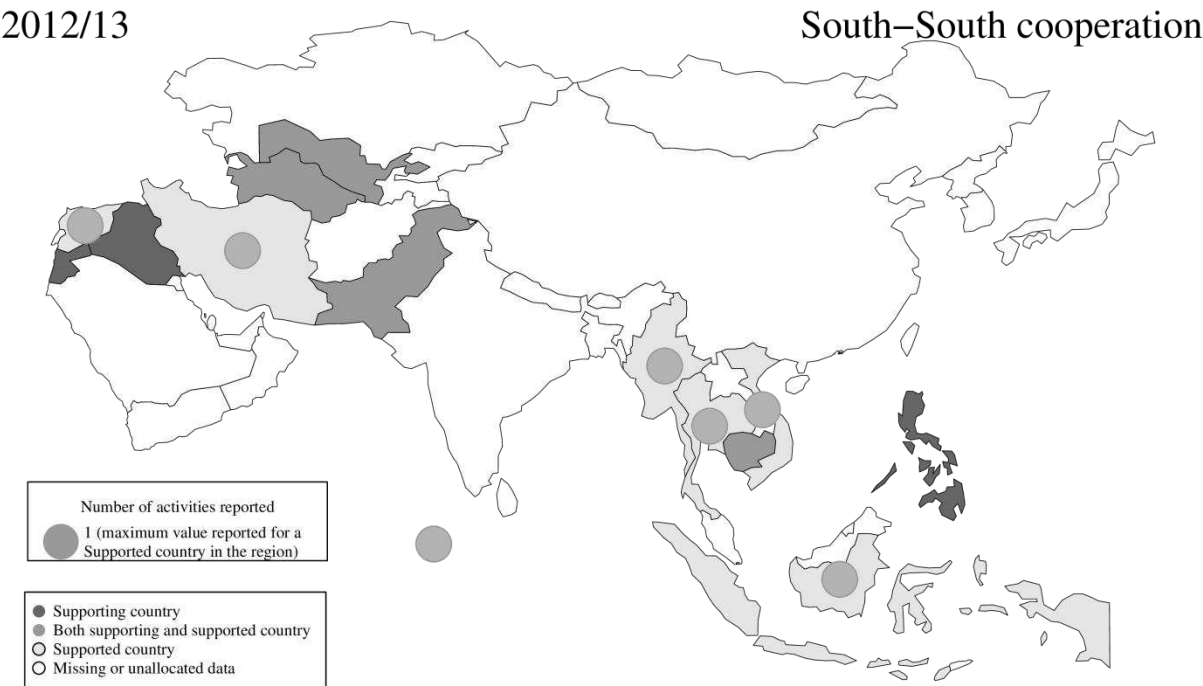 2012/13
South−South cooperation
Number of activities reported
1 (maximum value reported for a
Supported country in the region)
Supporting country
Both supporting and supported country
Supported country
Missing or unallocated data